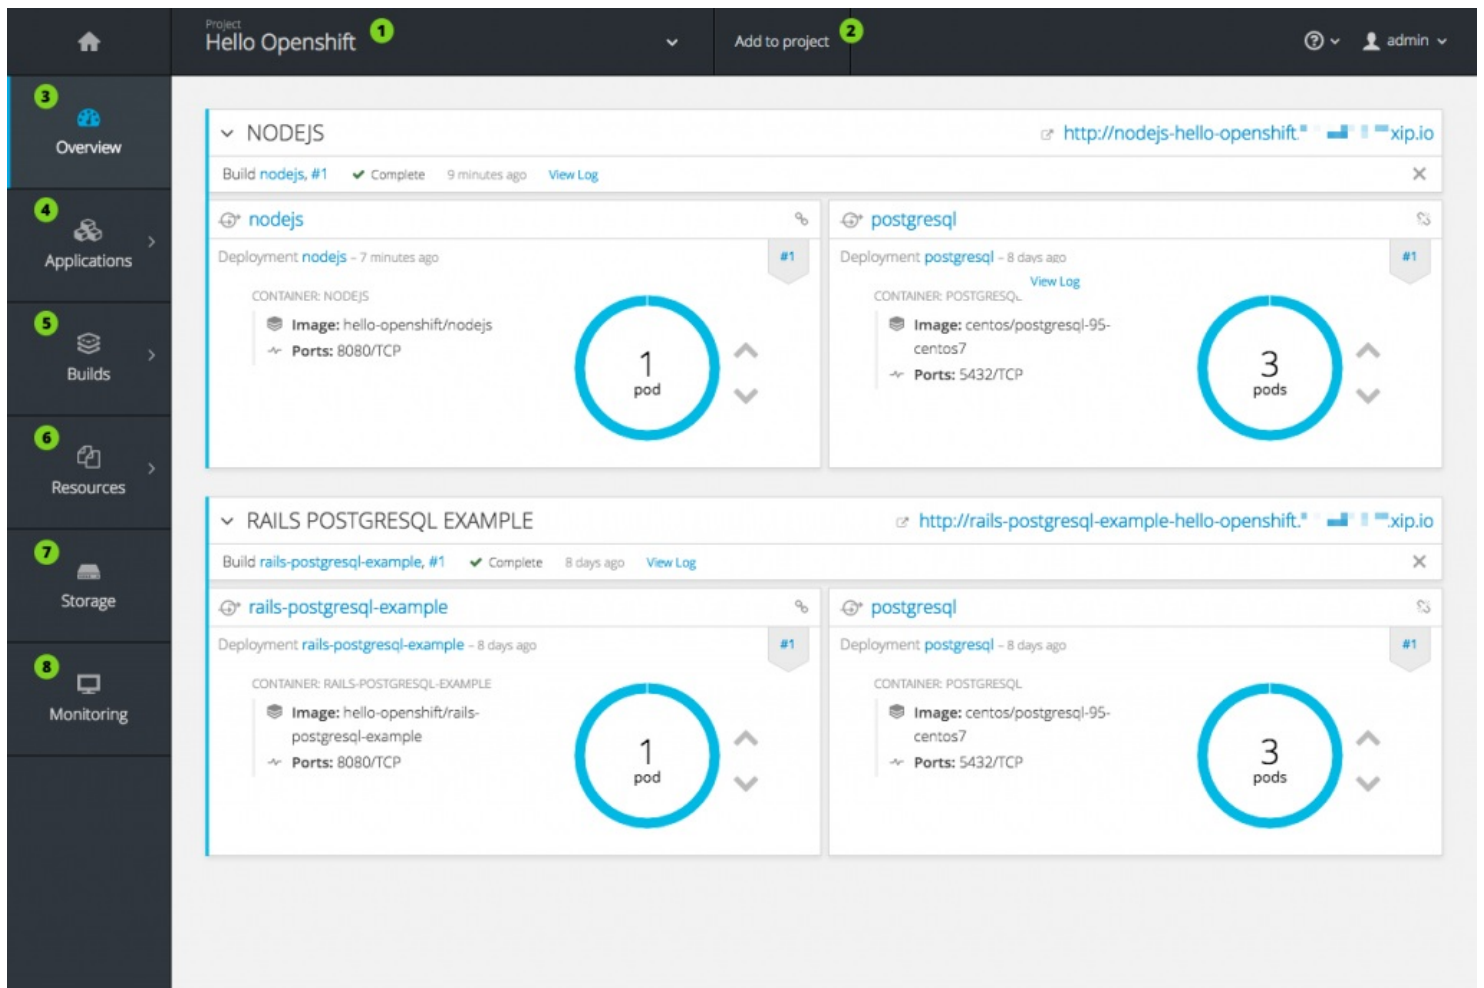 Project
Hello Openshift 1
Add to project 2
admin
3
Overview
4
Applications
5
Builds
6
Resources
7
Storage
8
Monitoring
NODEJS
http://nodejs-hello-openshift. xip.io
Build nodejs, #1 Complete 9 minutes ago View Log
nodejs
Deployment nodejs – 7 minutes ago #1
CONTAINER: NODEJS
Image: hello-openshift/nodejs
Ports: 8080/TCP
1
pod
postgresql
Deployment postgresql – 8 days ago #1
View Log
CONTAINER: POSTGRESQL
Image: centos/postgresql-95-
centos7
Ports: 5432/TCP
3
pods
RAILS POSTGRESQL EXAMPLE
http://rails-postgresql-example-hello-openshift. .xip.io
Build rails-postgresql-example, #1 Complete 8 days ago View Log
rails-postgresql-example
Deployment rails-postgresql-example – 8 days ago #1
CONTAINER: RAILS-POSTGRESQL-EXAMPLE
Image: hello-openshift/rails-
postgresql-example
Ports: 8080/TCP
1
pod
postgresql
Deployment postgresql – 8 days ago #1
CONTAINER: POSTGRESQL
Image: centos/postgresql-95-
centos7
Ports: 5432/TCP
3
pods